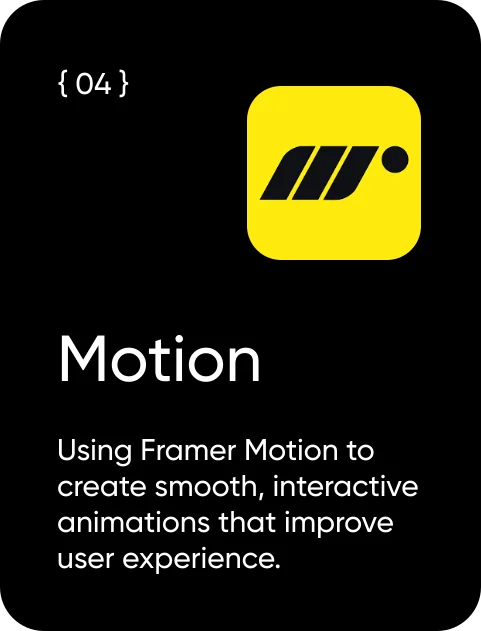 { 04 }
Motion
Using Framer Motion to
create smooth, interactive
animations that improve
user experience.